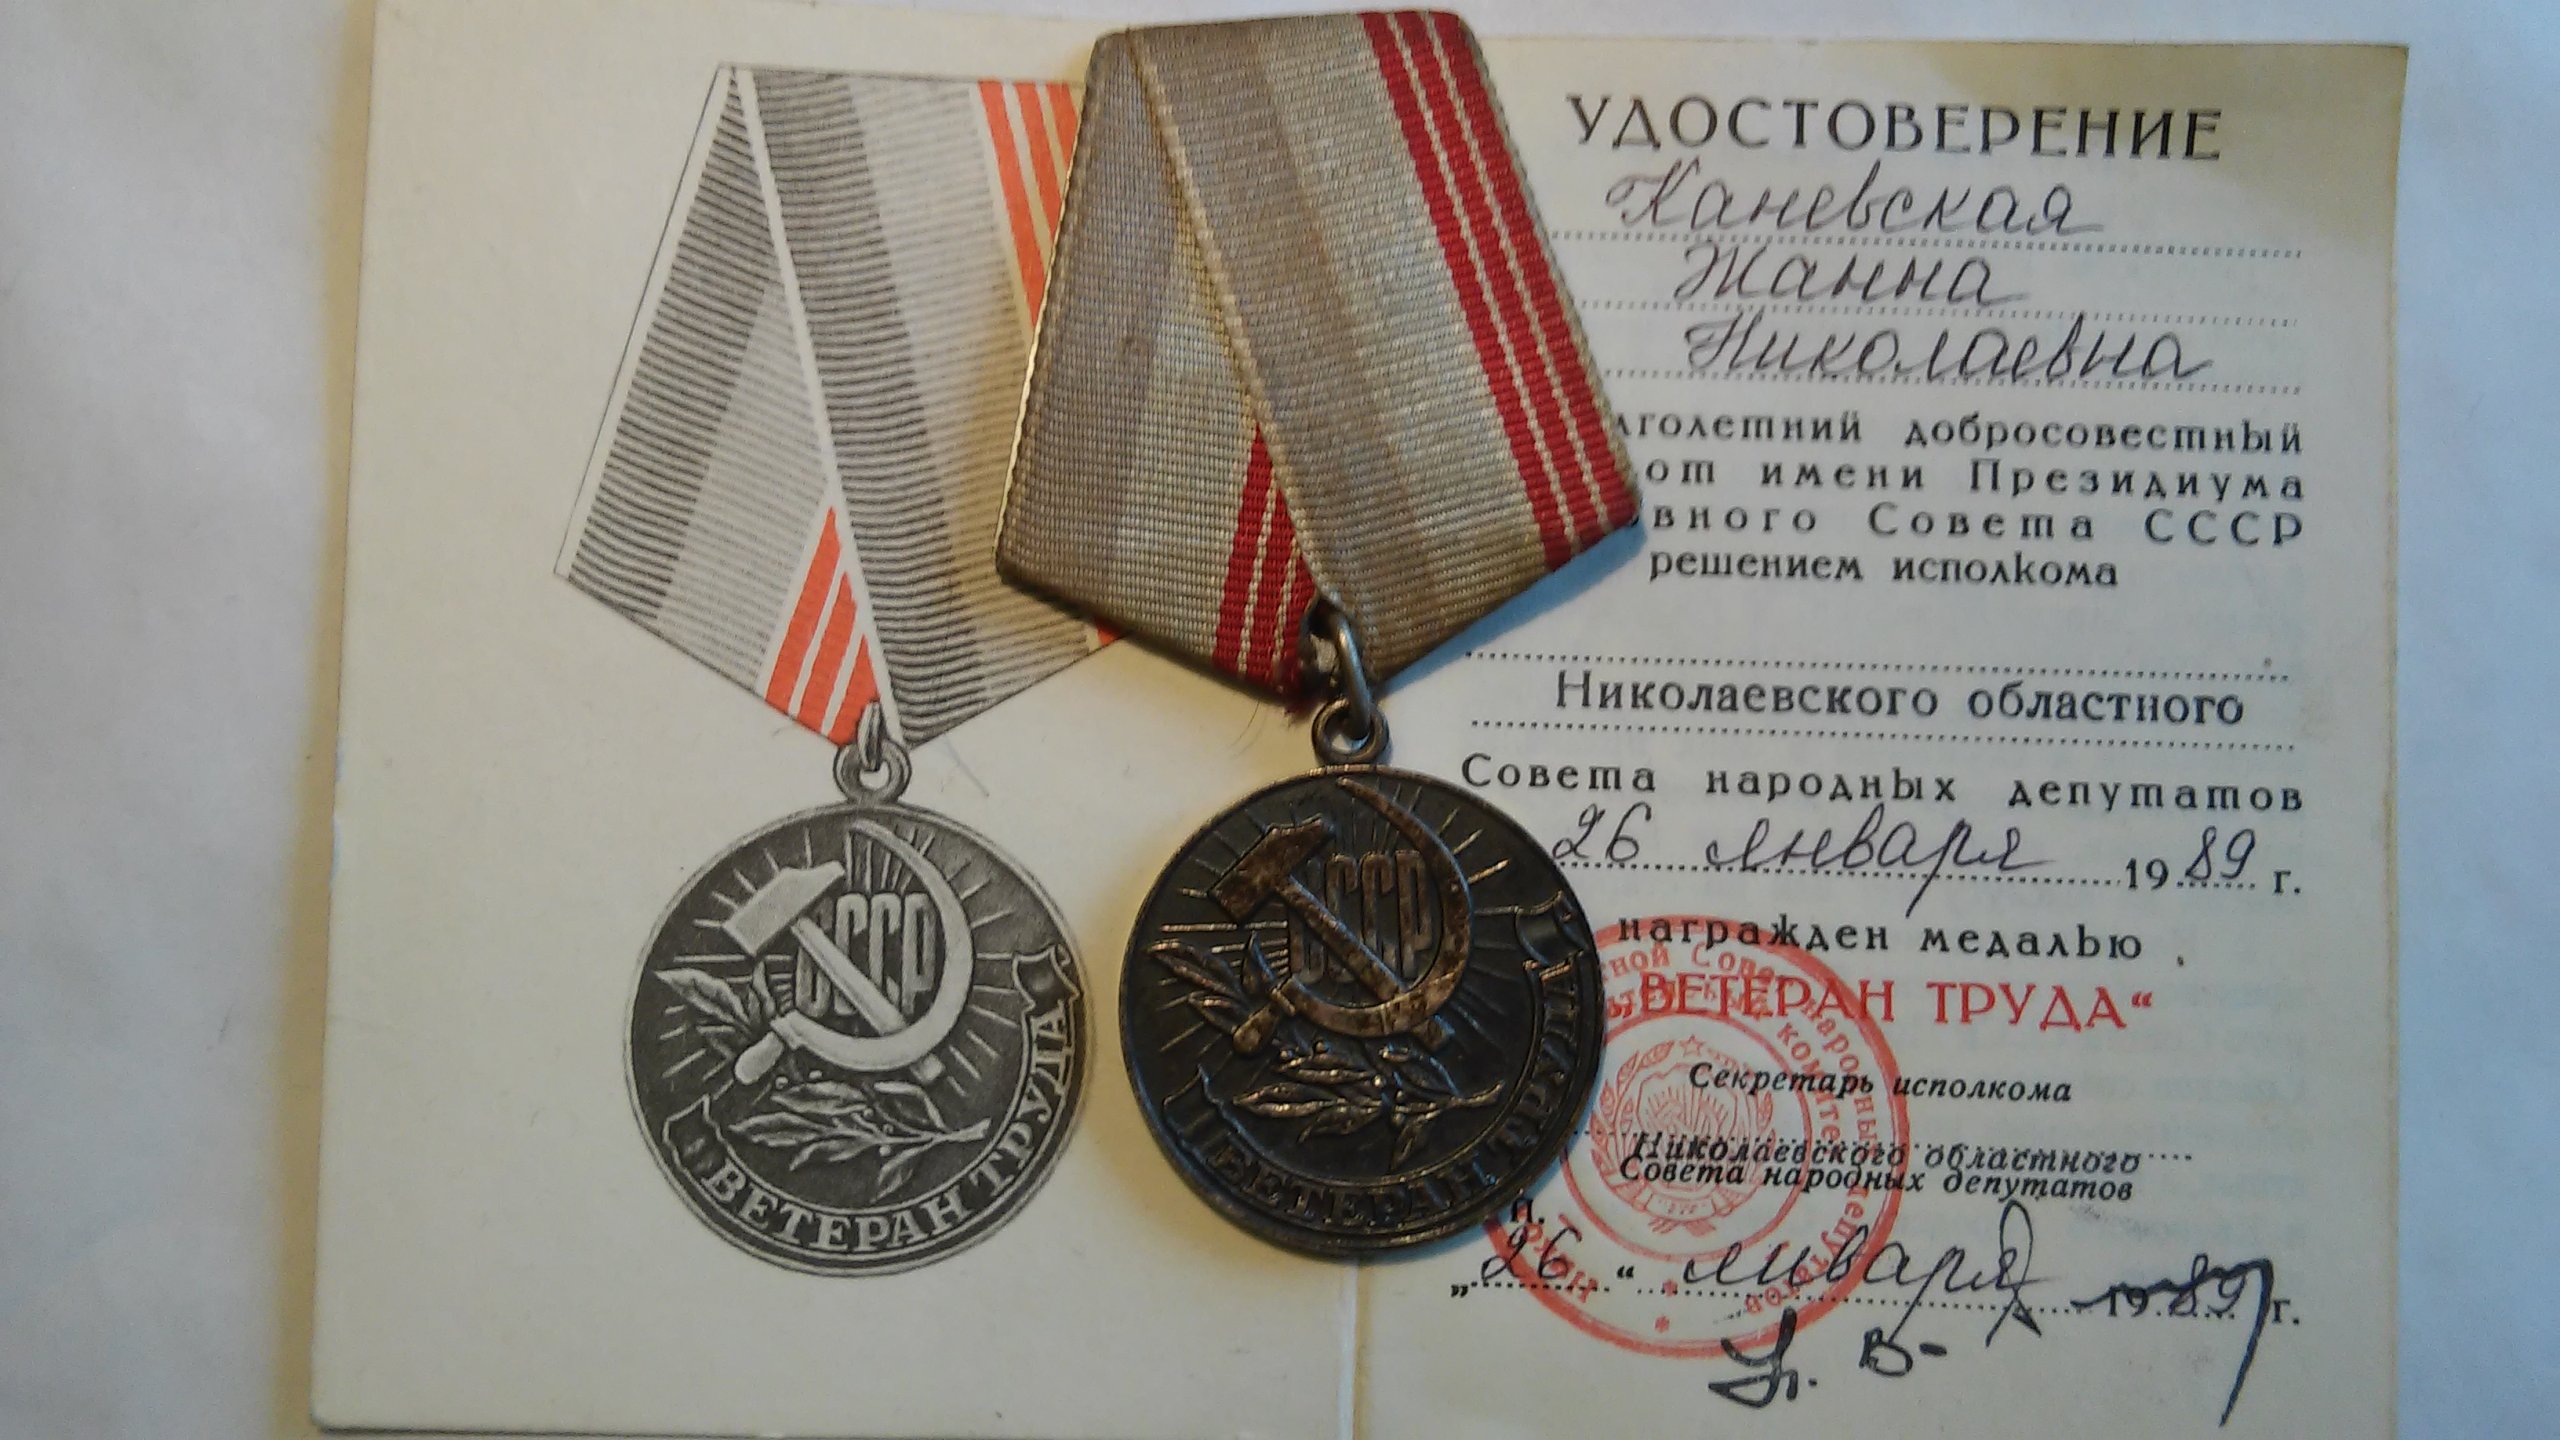 УДОСТОВЕРЕНИЕ
Каневская
Жанна
Николаевна
лголетний добросовестный
от имени Президиума
вного Совета СССР
решением исполкома
Николаевского областного
Совета народных депутатов
26 января 1989 г.
награжден медалью
„ВЕТЕРАН ТРУДА“
Секретарь исполкома
Николаевского областного
Совета народных депутатов
п.
„26“ января 1989 г.
СССР
ВЕТЕРАН ТРУДА
СССР
ВЕТЕРАН ТРУДА